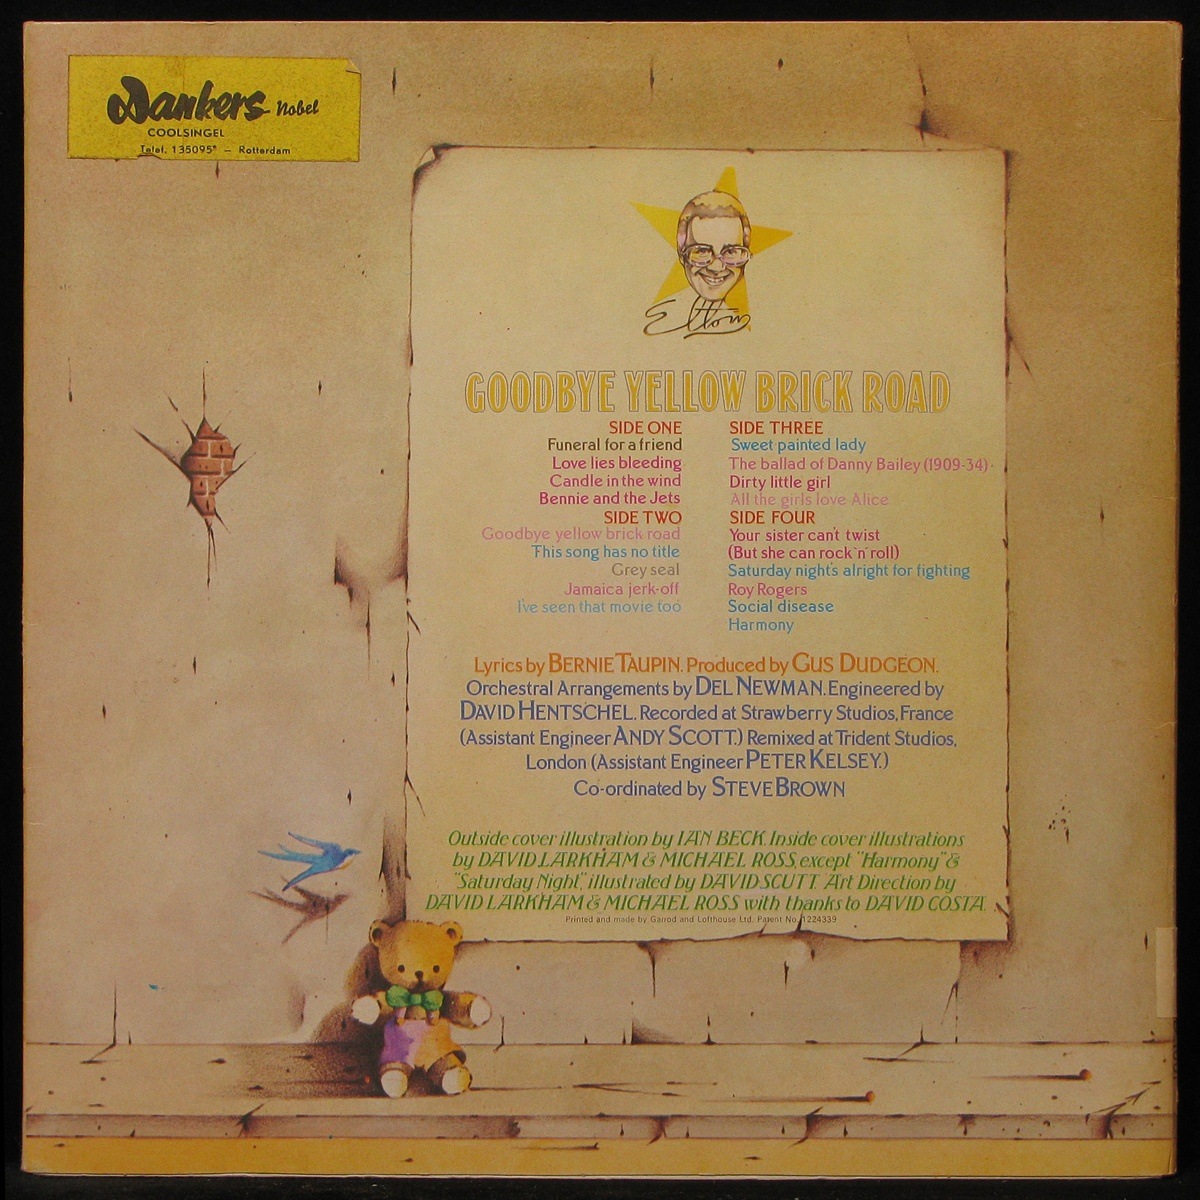 Dankers Nobel
COOLSINGEL
Telef. 135095* — Rotterdam
Elton
GOODBYE YELLOW BRICK ROAD
SIDE ONE
Funeral for a friend
Love lies bleeding
Candle in the wind
Bennie and the Jets
SIDE TWO
Goodbye yellow brick road
This song has no title
Grey seal
Jamaica jerk-off
I've seen that movie too
SIDE THREE
Sweet painted lady
The ballad of Danny Bailey (1909-34)
Dirty little girl
All the girls love Alice
SIDE FOUR
Your sister can't twist
(But she can rock 'n' roll)
Saturday night's alright for fighting
Roy Rogers
Social disease
Harmony
Lyrics by BERNIE TAUPIN. Produced by GUS DUDGEON.
Orchestral Arrangements by DEL NEWMAN. Engineered by
DAVID HENTSCHEL. Recorded at Strawberry Studios, France
(Assistant Engineer ANDY SCOTT.) Remixed at Trident Studios,
London (Assistant Engineer PETER KELSEY.)
Co-ordinated by STEVE BROWN
Outside cover illustration by IAN BECK. Inside cover illustrations
by DAVID LARKHAM & MICHAEL ROSS, except "Harmony" &
"Saturday Night", illustrated by DAVID SCUTT. Art Direction by
DAVID LARKHAM & MICHAEL ROSS with thanks to DAVID COSTA.
Printed and made by Garrod and Lofthouse Ltd. Patent No. 1224339